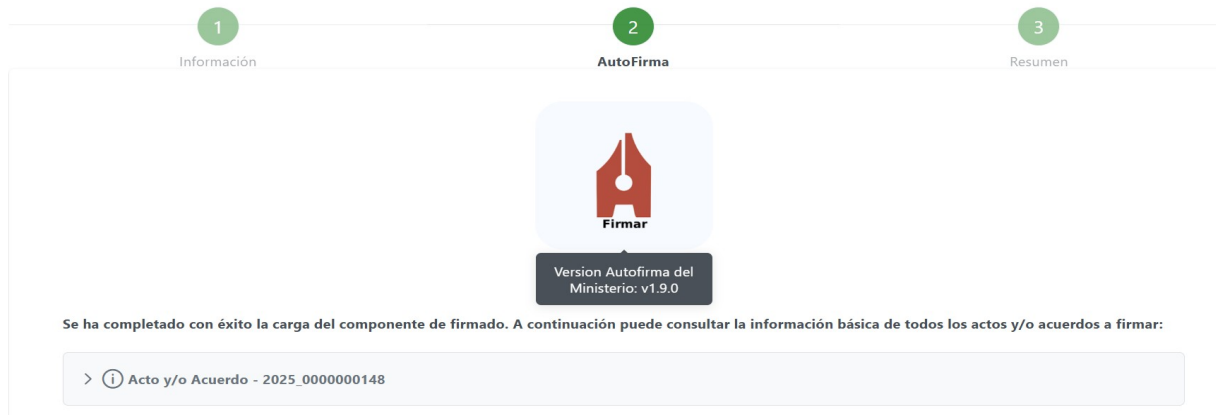 1
2
3
Información
AutoFirma
Resumen
Firmar
Version Autofirma del
Ministerio: v1.9.0
Se ha completado con éxito la carga del componente de firmado. A continuación puede consultar la información básica de todos los actos y/o acuerdos a firmar:
Acto y/o Acuerdo - 2025_0000000148